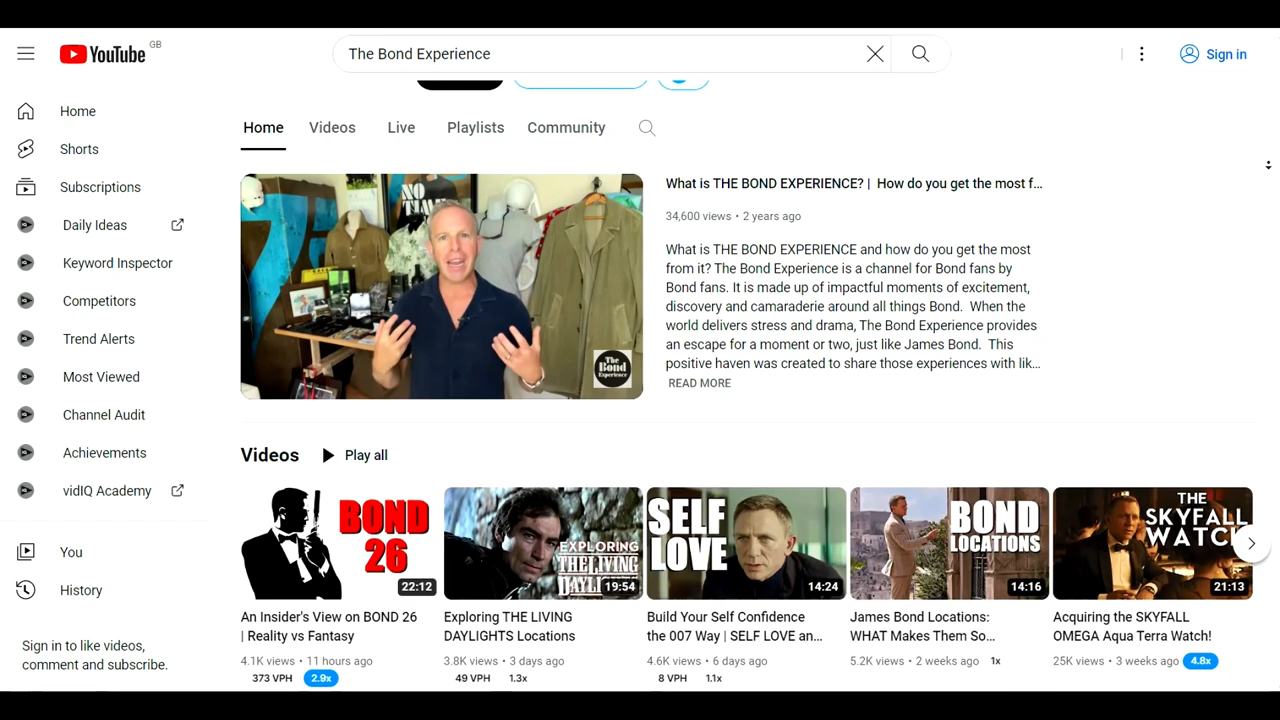 YouTube GB
The Bond Experience
Sign in
Home
Shorts
Subscriptions
Daily Ideas
Keyword Inspector
Competitors
Trend Alerts
Most Viewed
Channel Audit
Achievements
vidIQ Academy
You
History
Sign in to like videos,
comment and subscribe.
Home Videos Live Playlists Community
NO
TIME
The
Bond
Experience
What is THE BOND EXPERIENCE? | How do you get the most f...
34,600 views • 2 years ago
What is THE BOND EXPERIENCE and how do you get the most
from it? The Bond Experience is a channel for Bond fans by
Bond fans. It is made up of impactful moments of excitement,
discovery and camaraderie around all things Bond. When the
world delivers stress and drama, The Bond Experience provides
an escape for a moment or two, just like James Bond. This
positive haven was created to share those experiences with lik...
READ MORE
Videos Play all
BOND
26
22:12
An Insider's View on BOND 26
| Reality vs Fantasy
4.1K views • 11 hours ago
373 VPH 2.9x
EXPLORING
THE LIVING
DAYLI
19:54
Exploring THE LIVING
DAYLIGHTS Locations
3.8K views • 3 days ago
49 VPH 1.3x
SELF
LOVE
14:24
Build Your Self Confidence
the 007 Way | SELF LOVE an...
4.6K views • 6 days ago
8 VPH 1.1x
BOND
LOCATIONS
14:16
James Bond Locations:
WHAT Makes Them So...
5.2K views • 2 weeks ago 1x
THE
SKYFALL
WATCH
21:13
Acquiring the SKYFALL
OMEGA Aqua Terra Watch!
25K views • 3 weeks ago 4.8x